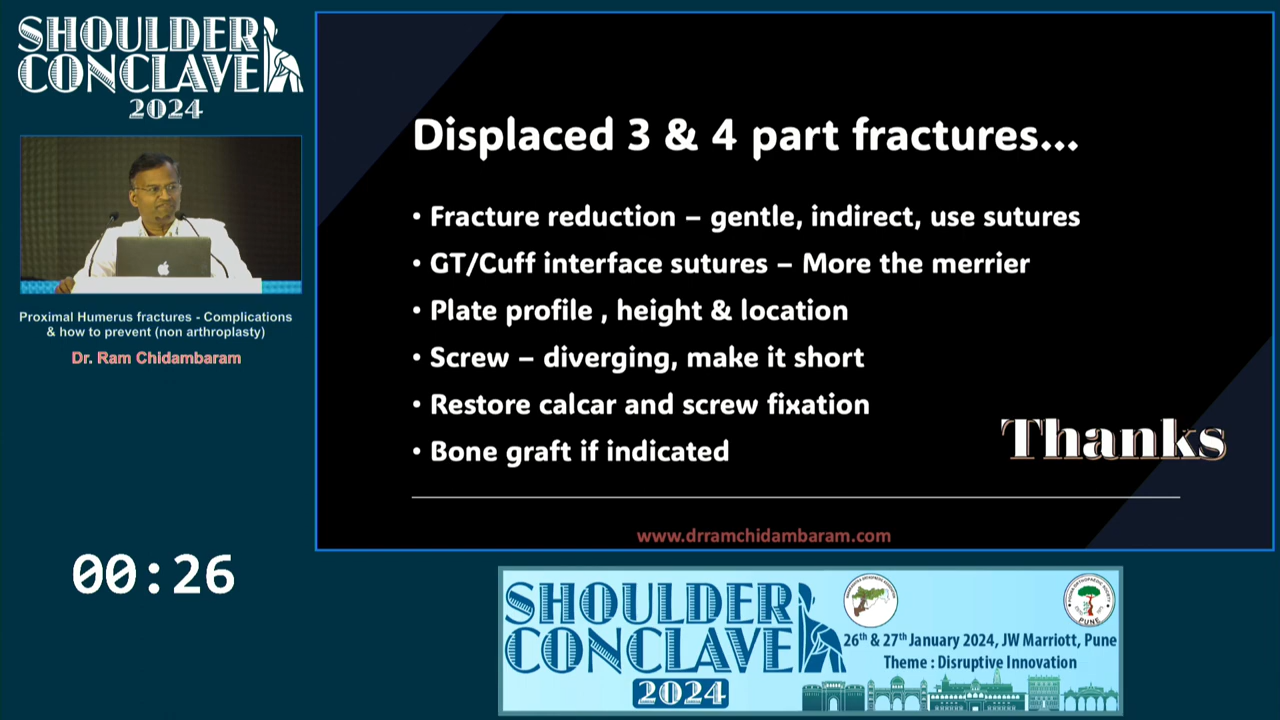 SHOULDER
CONCLAVE
2024
Proximal Humerus fractures - Complications
& how to prevent (non arthroplasty)
Dr. Ram Chidambaram
00:26
Displaced 3 & 4 part fractures...
• Fracture reduction – gentle, indirect, use sutures
• GT/Cuff interface sutures – More the merrier
• Plate profile , height & location
• Screw – diverging, make it short
• Restore calcar and screw fixation
• Bone graft if indicated
Thanks
www.drramchidambaram.com
SHOULDER
CONCLAVE
2024
PUNE
26th & 27th January 2024, JW Marriott, Pune
Theme : Disruptive Innovation